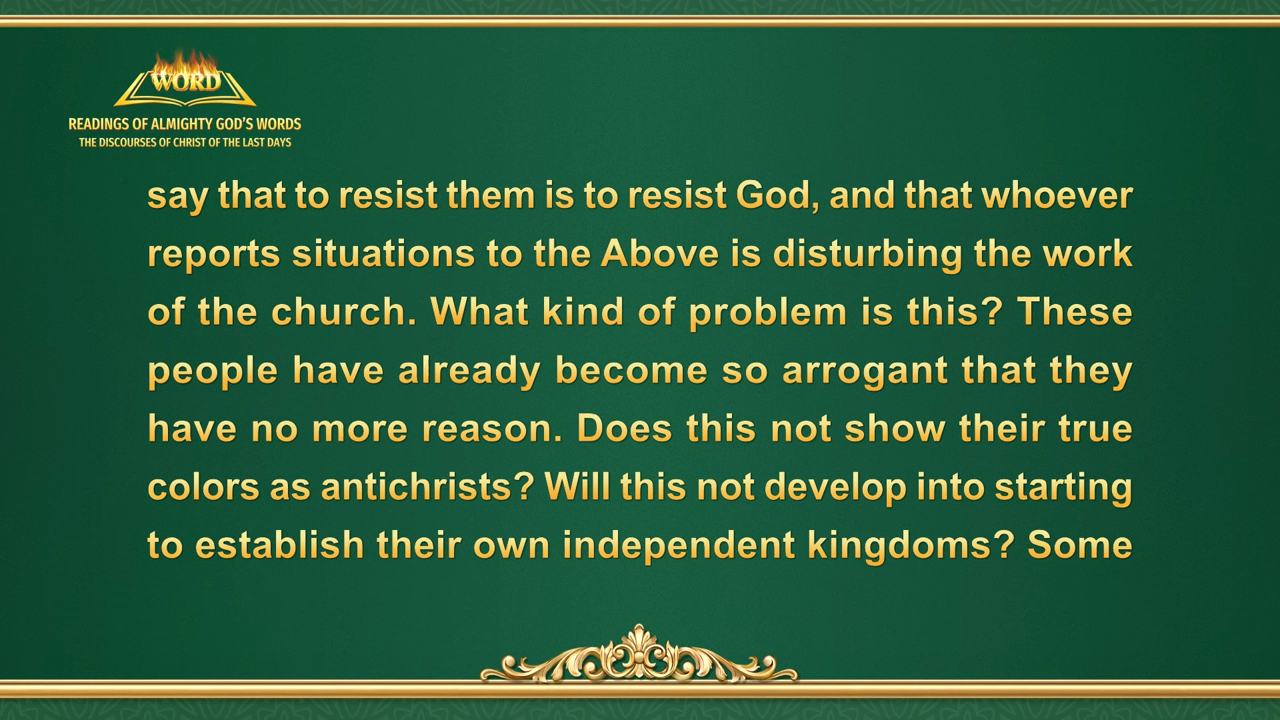 WORD
READINGS OF ALMIGHTY GOD'S WORDS
THE DISCOURSES OF CHRIST OF THE LAST DAYS
say that to resist them is to resist God, and that whoever
reports situations to the Above is disturbing the work
of the church. What kind of problem is this? These
people have already become so arrogant that they
have no more reason. Does this not show their true
colors as antichrists? Will this not develop into starting
to establish their own independent kingdoms? Some